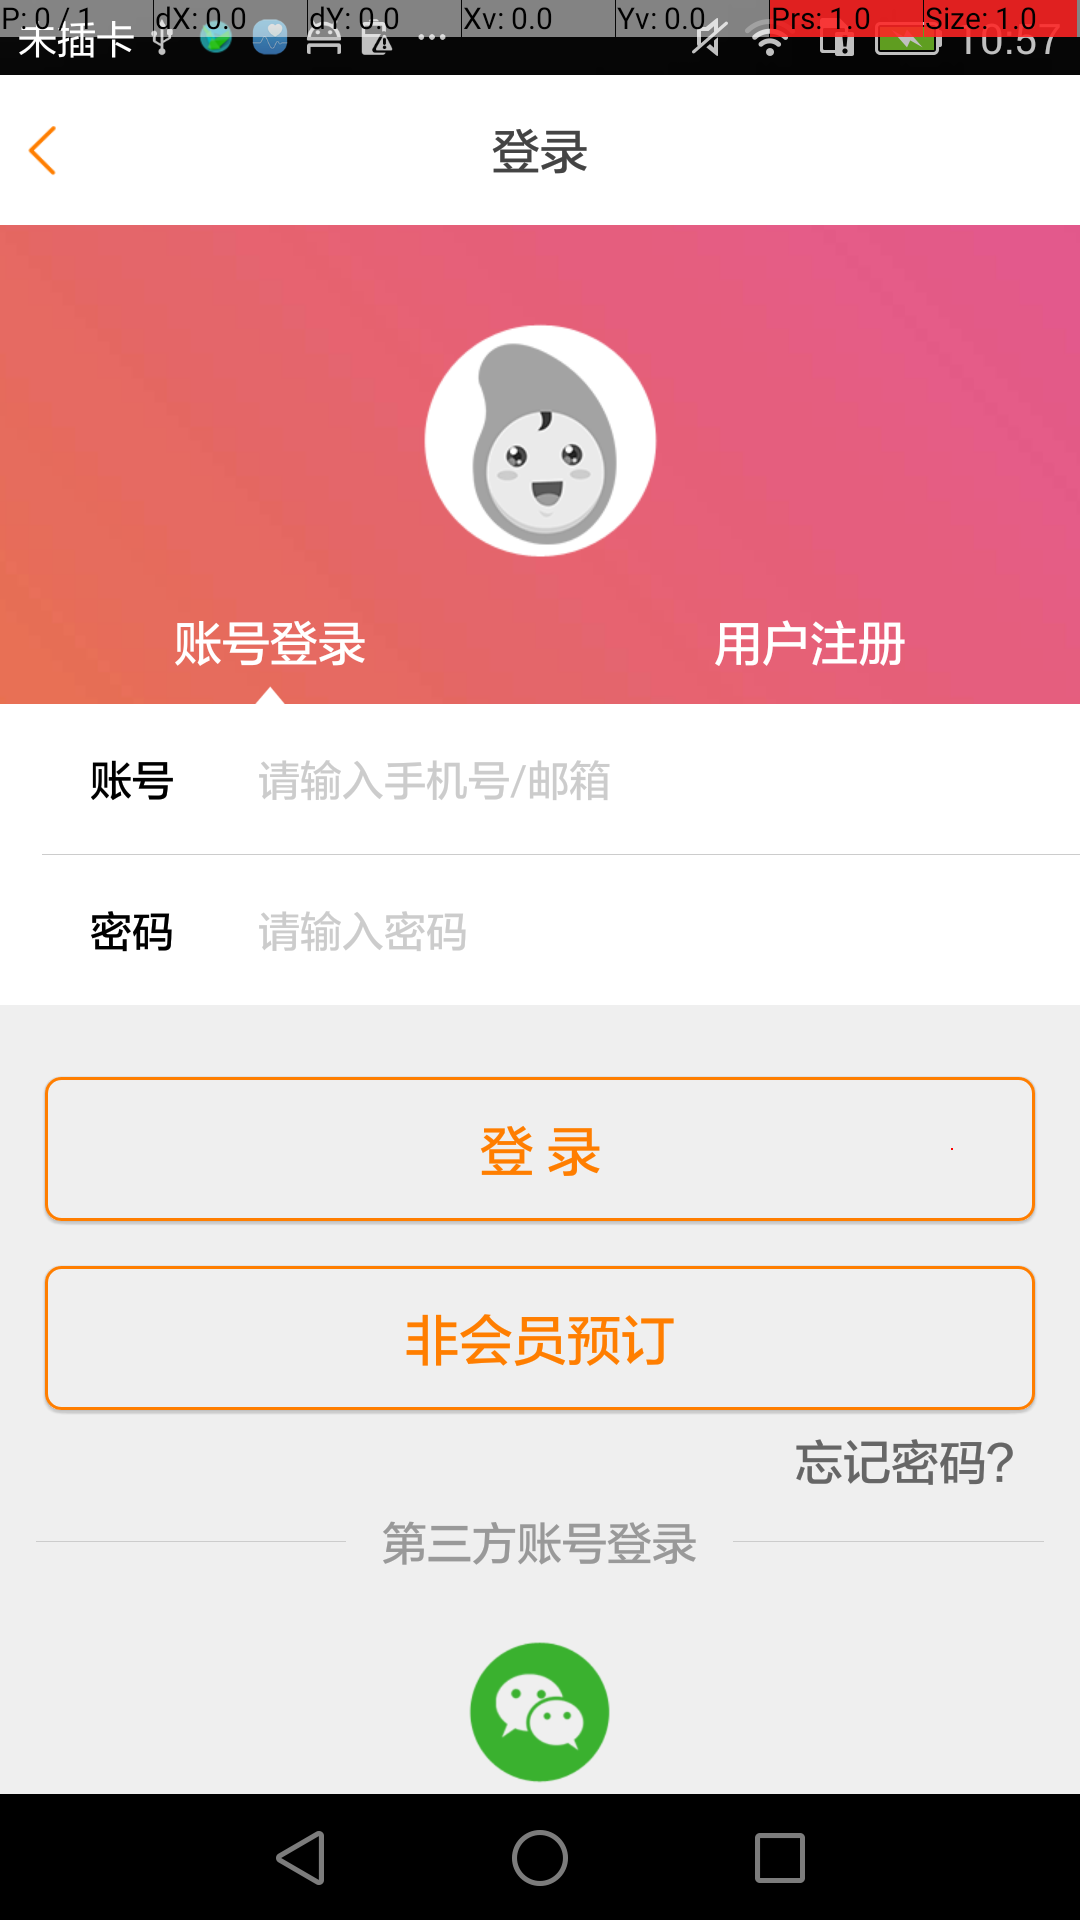 P: 0 / 1 dX: 0.0 dY: 0.0 Xv: 0.0 Yv: 0.0 Prs: 1.0 Size: 1.0
未插卡 10:57
登录
账号登录 用户注册
账号 请输入手机号/邮箱
密码 请输入密码
登 录
非会员预订
忘记密码?
第三方账号登录